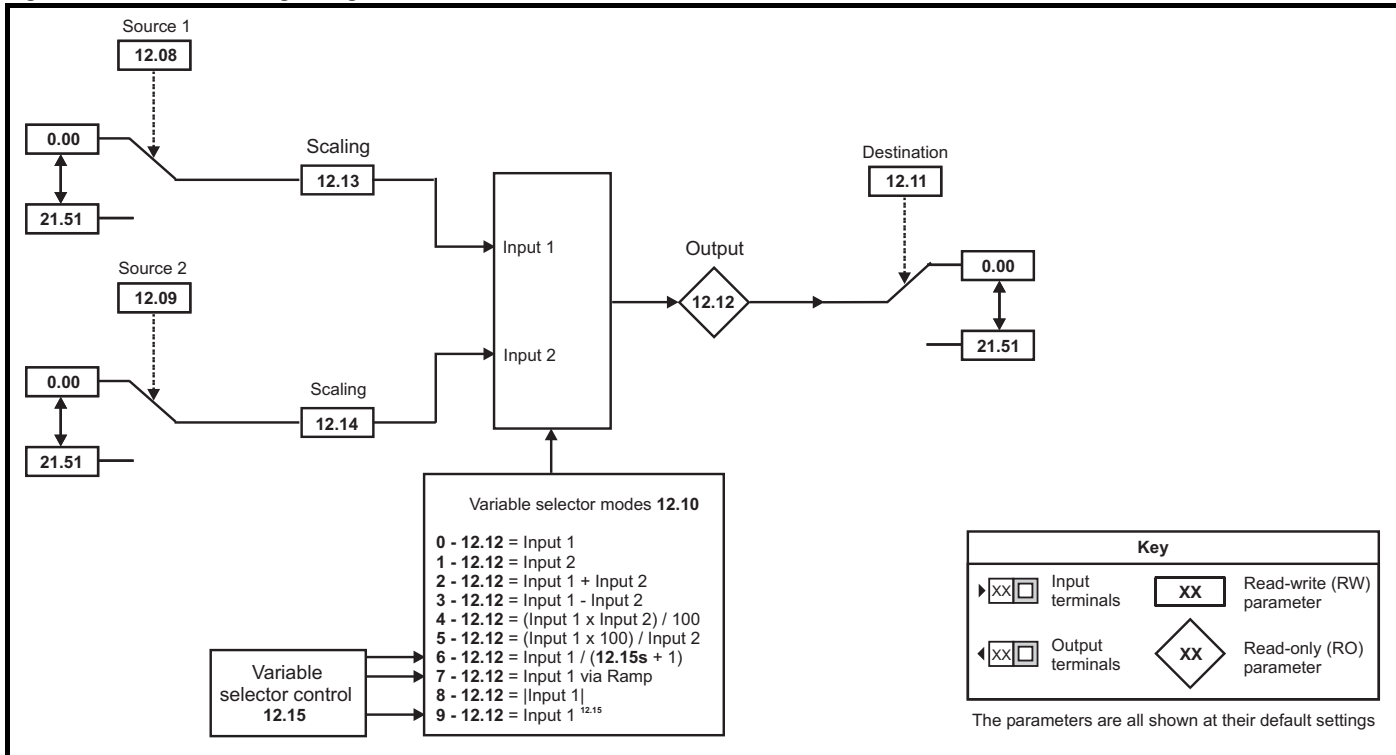 Source 1
12.08
0.00
21.51
Scaling
12.13
Source 2
12.09
0.00
21.51
Scaling
12.14
Input 1
Input 2
Output
12.12
Destination
12.11
0.00
21.51
Variable selector modes 12.10
0 - 12.12 = Input 1
1 - 12.12 = Input 2
2 - 12.12 = Input 1 + Input 2
3 - 12.12 = Input 1 - Input 2
4 - 12.12 = (Input 1 x Input 2) / 100
5 - 12.12 = (Input 1 x 100) / Input 2
6 - 12.12 = Input 1 / (12.15s + 1)
7 - 12.12 = Input 1 via Ramp
8 - 12.12 = |Input 1|
9 - 12.12 = Input 1 12.15
Variable
selector control
12.15
Key
XX
Input
terminals
XX
Read-write (RW)
parameter
XX
Output
terminals
XX
Read-only (RO)
parameter
The parameters are all shown at their default settings